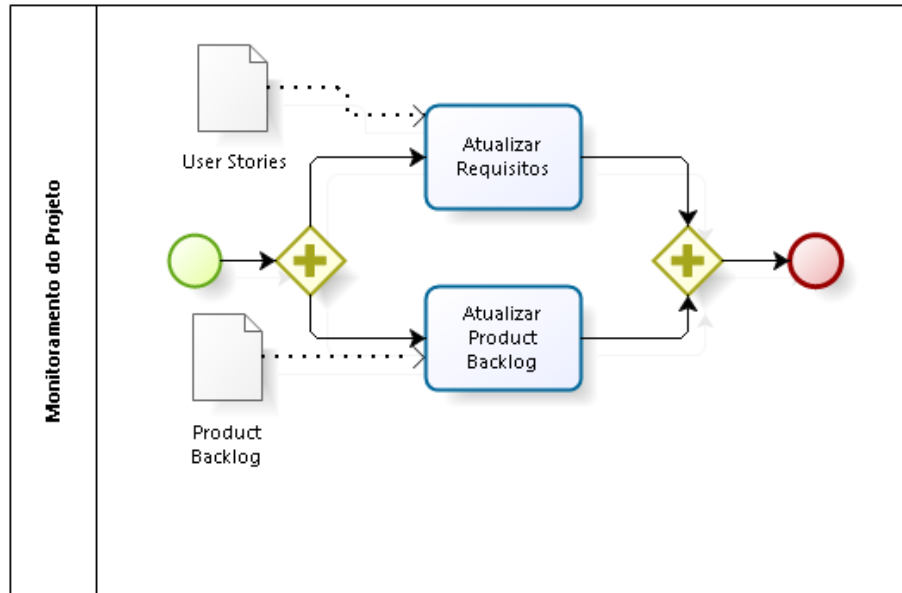 Monitoramento do Projeto
User Stories
Atualizar
Requisitos
Atualizar
Product
Backlog
Product
Backlog